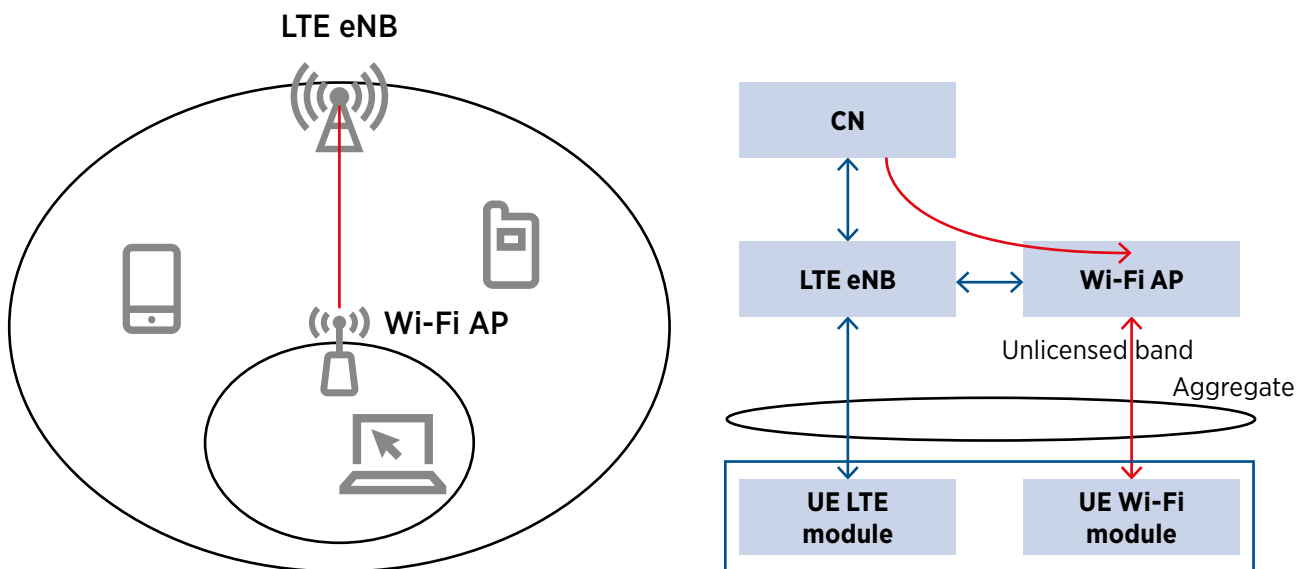 LTE eNB
Wi-Fi AP
CN
LTE eNB
Wi-Fi AP
Unlicensed band
Aggregate
UE LTE
module
UE Wi-Fi
module